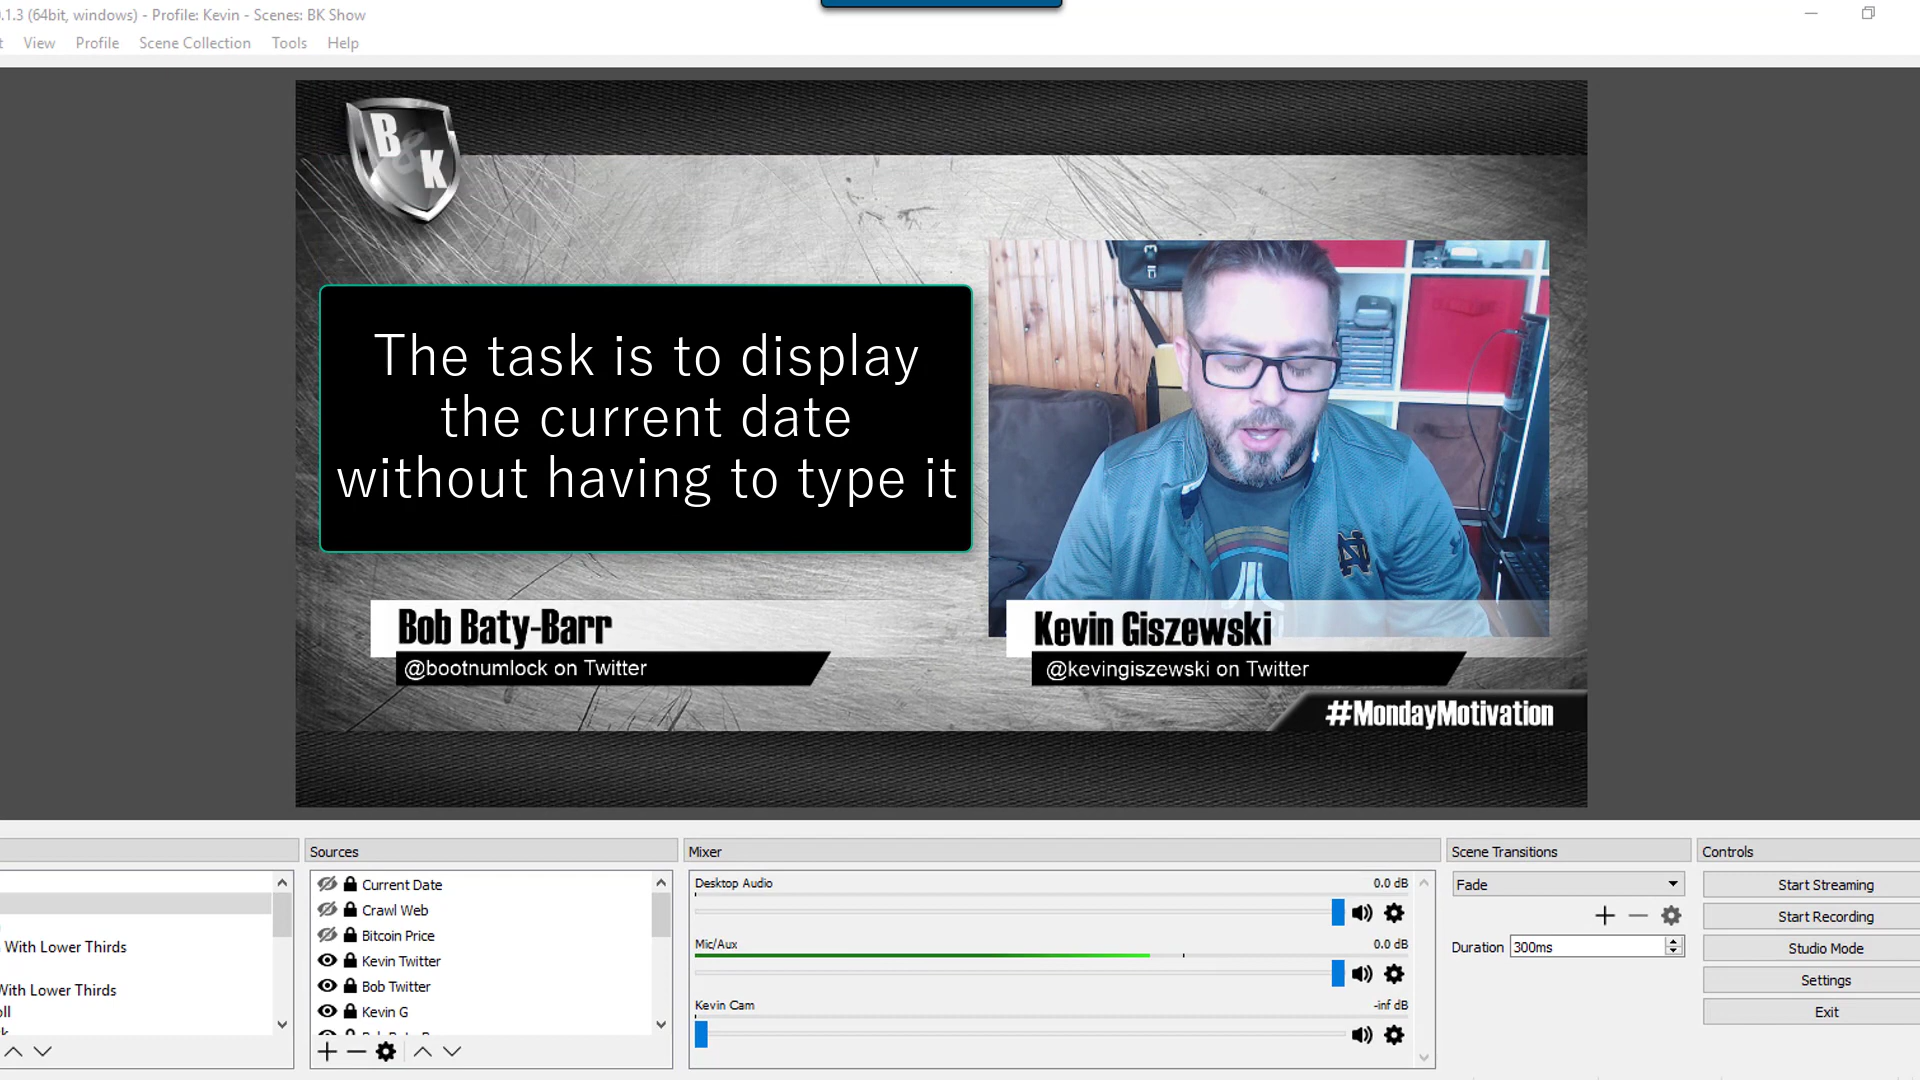 .1.3 (64bit, windows) - Profile: Kevin - Scenes: BK Show
View Profile Scene Collection Tools Help
B
&
K
The task is to display
the current date
without having to type it
Bob Baty-Barr
@bootnumlock on Twitter
Kevin Giszewski
@kevingiszewski on Twitter
#MondayMotivation
Sources
Current Date
Crawl Web
Bitcoin Price
Kevin Twitter
Bob Twitter
Kevin G
With Lower Thirds
With Lower Thirds
Mixer
Desktop Audio 0.0 dB
Mic/Aux 0.0 dB
Kevin Cam -inf dB
Scene Transitions
Fade
Duration 300ms
Controls
Start Streaming
Start Recording
Studio Mode
Settings
Exit